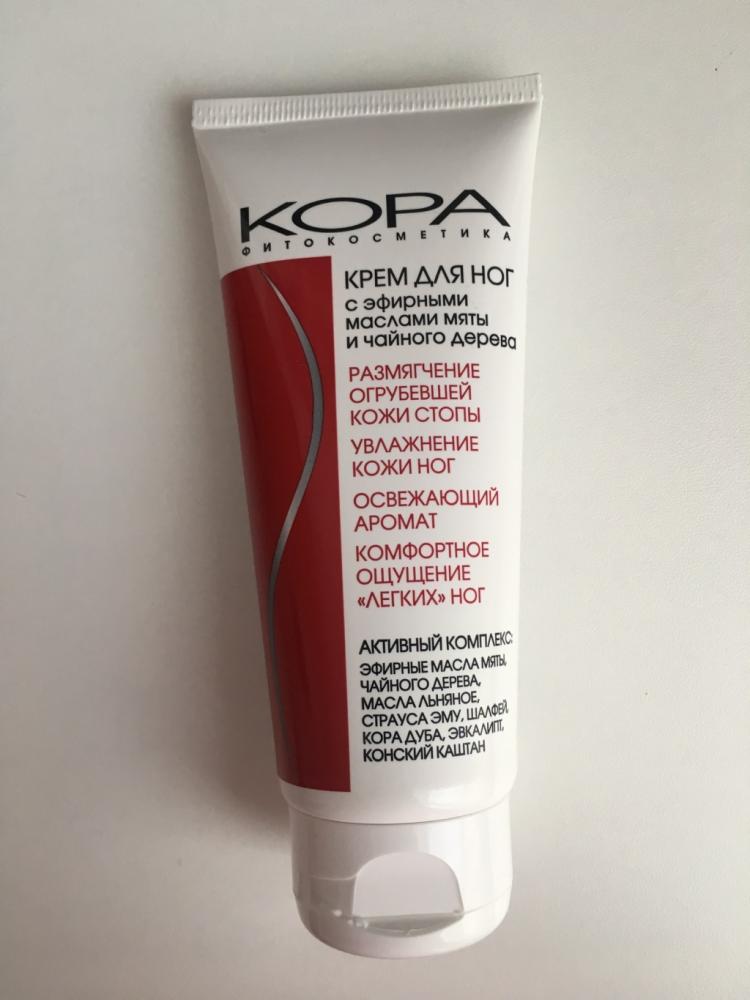 КОРА
ФИТОКОСМЕТИКА
КРЕМ ДЛЯ НОГ
с эфирными
маслами мяты
и чайного дерева
РАЗМЯГЧЕНИЕ
ОГРУБЕВШЕЙ
КОЖИ СТОПЫ
УВЛАЖНЕНИЕ
КОЖИ НОГ
ОСВЕЖАЮЩИЙ
АРОМАТ
КОМФОРТНОЕ
ОЩУЩЕНИЕ
«ЛЕГКИХ» НОГ
АКТИВНЫЙ КОМПЛЕКС:
ЭФИРНЫЕ МАСЛА МЯТЫ,
ЧАЙНОГО ДЕРЕВА,
МАСЛА ЛЬНЯНОЕ,
СТРАУСА ЭМУ, ШАЛФЕЙ,
КОРА ДУБА, ЭВКАЛИПТ,
КОНСКИЙ КАШТАН